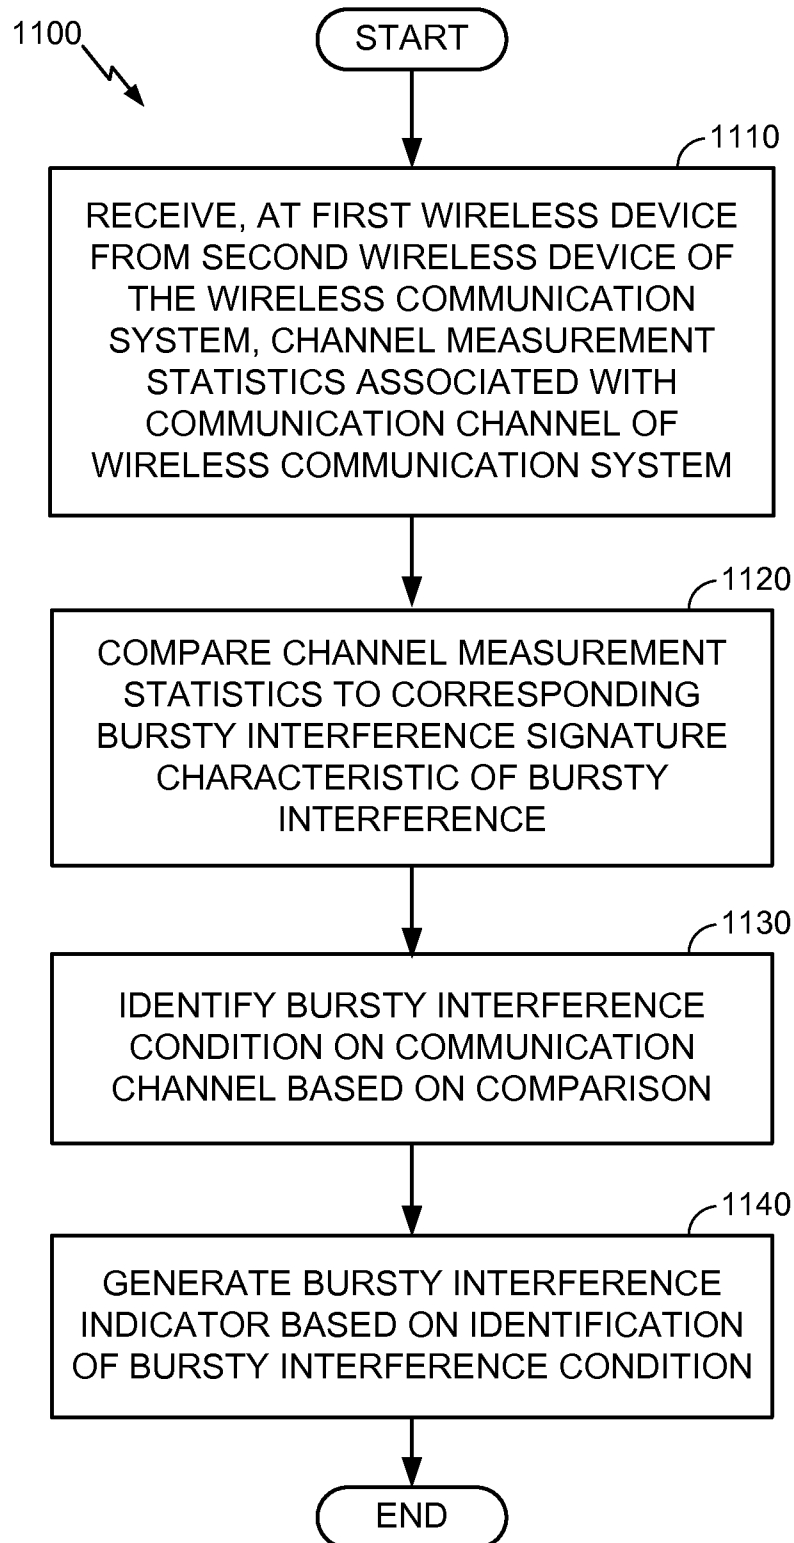 1100
START
1110
RECEIVE, AT FIRST WIRELESS DEVICE
FROM SECOND WIRELESS DEVICE OF
THE WIRELESS COMMUNICATION
SYSTEM, CHANNEL MEASUREMENT
STATISTICS ASSOCIATED WITH
COMMUNICATION CHANNEL OF
WIRELESS COMMUNICATION SYSTEM
1120
COMPARE CHANNEL MEASUREMENT
STATISTICS TO CORRESPONDING
BURSTY INTERFERENCE SIGNATURE
CHARACTERISTIC OF BURSTY
INTERFERENCE
1130
IDENTIFY BURSTY INTERFERENCE
CONDITION ON COMMUNICATION
CHANNEL BASED ON COMPARISON
1140
GENERATE BURSTY INTERFERENCE
INDICATOR BASED ON IDENTIFICATION
OF BURSTY INTERFERENCE CONDITION
END